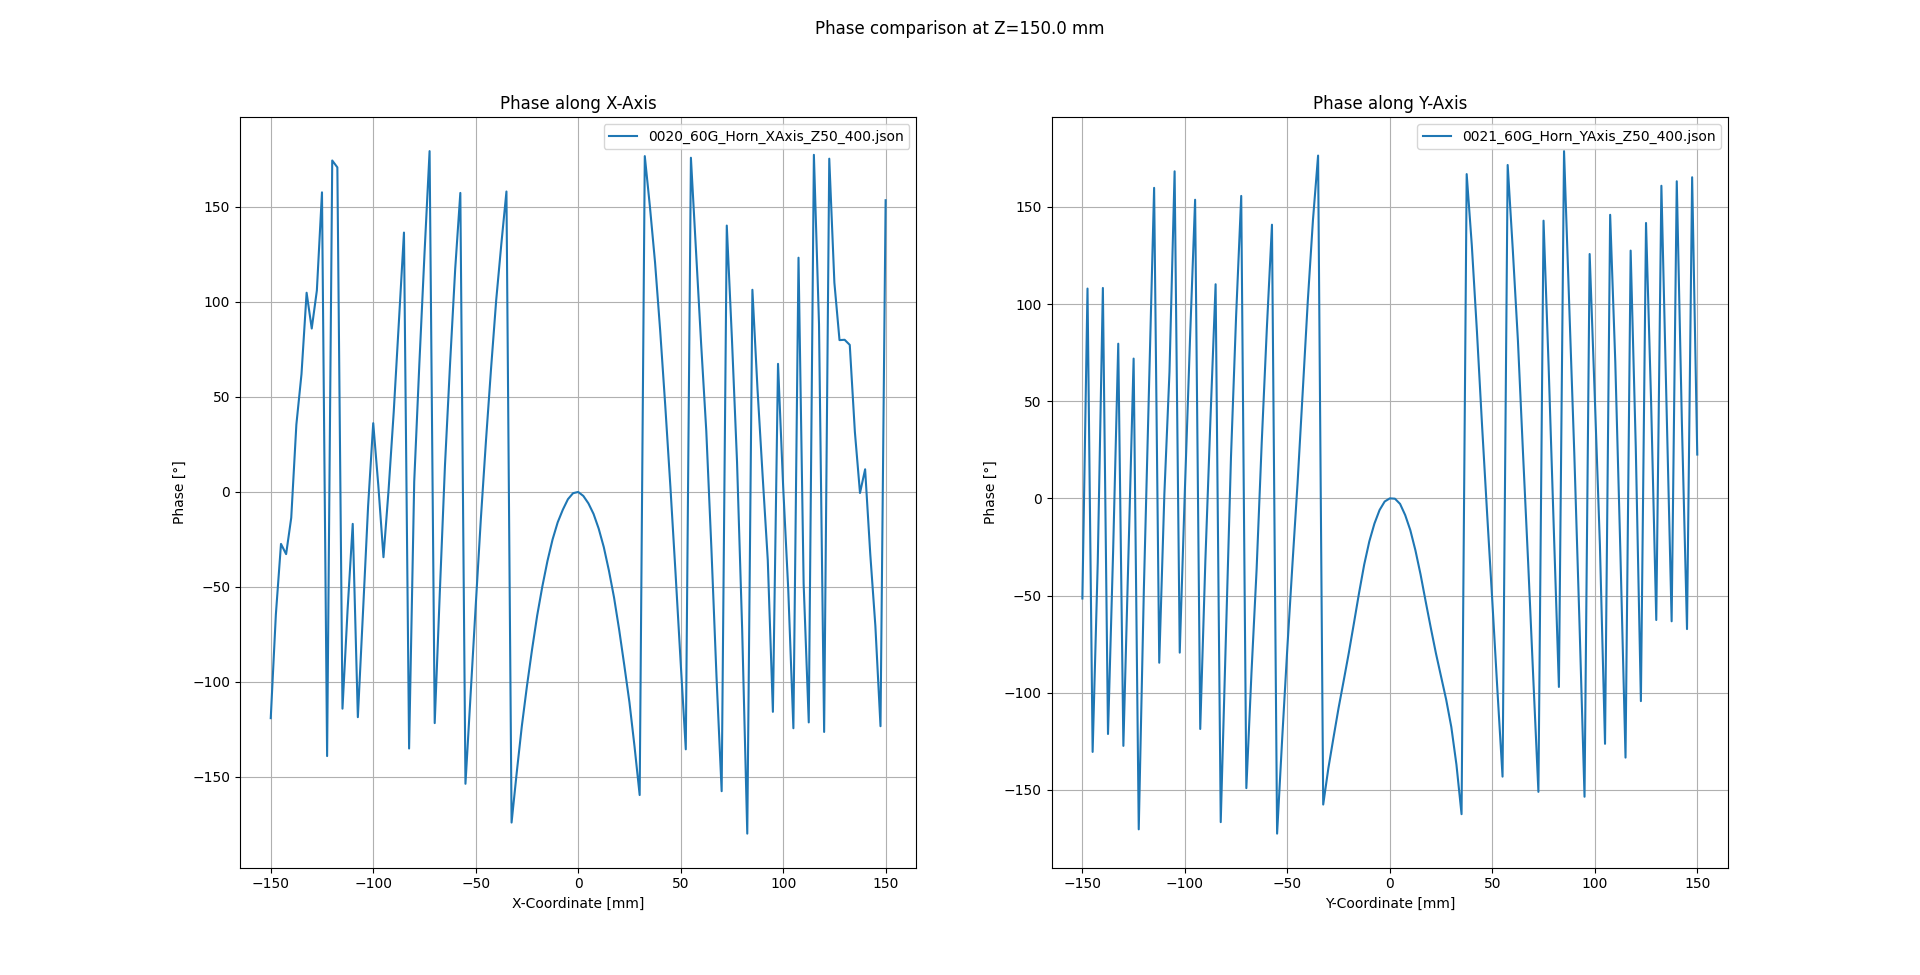 Phase comparison at Z=150.0 mm
Phase along X-Axis
0020_60G_Horn_XAxis_Z50_400.json
150
100
50
0
−50
−100
−150
Phase [°]
−150 −100 −50 0 50 100 150
X-Coordinate [mm]
Phase along Y-Axis
0021_60G_Horn_YAxis_Z50_400.json
150
100
50
0
−50
−100
−150
Phase [°]
−150 −100 −50 0 50 100 150
Y-Coordinate [mm]